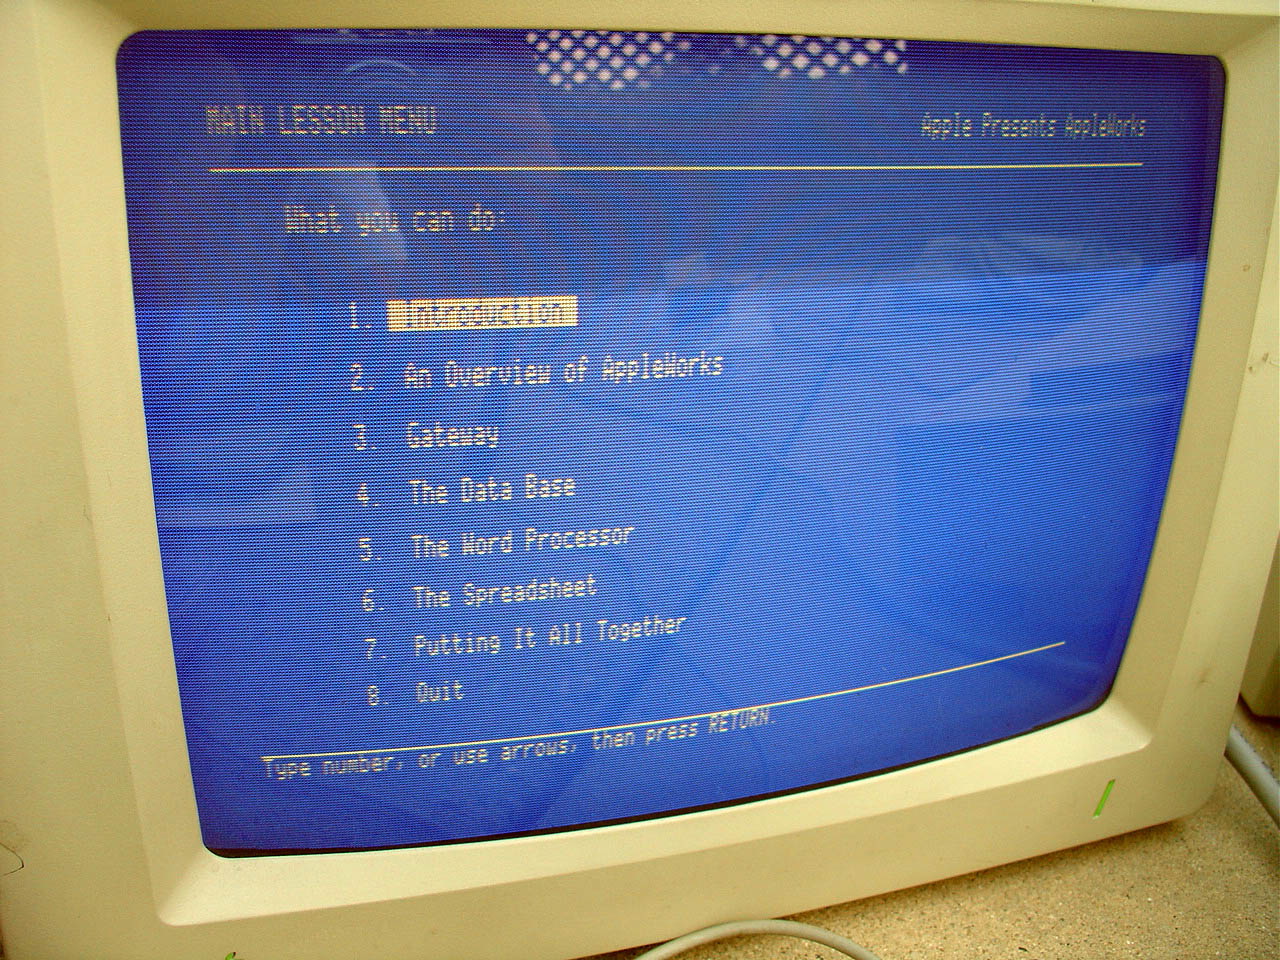 MAIN LESSON MENU
Apple Presents AppleWorks
What you can do:
1. Introduction
2. An Overview of AppleWorks
3. Gateway
4. The Data Base
5. The Word Processor
6. The Spreadsheet
7. Putting It All Together
8. Quit
Type number, or use arrows, then press RETURN.